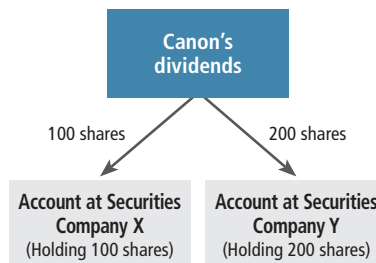 Canon's
dividends
100 shares
200 shares
Account at Securities
Company X
(Holding 100 shares)
Account at Securities
Company Y
(Holding 200 shares)